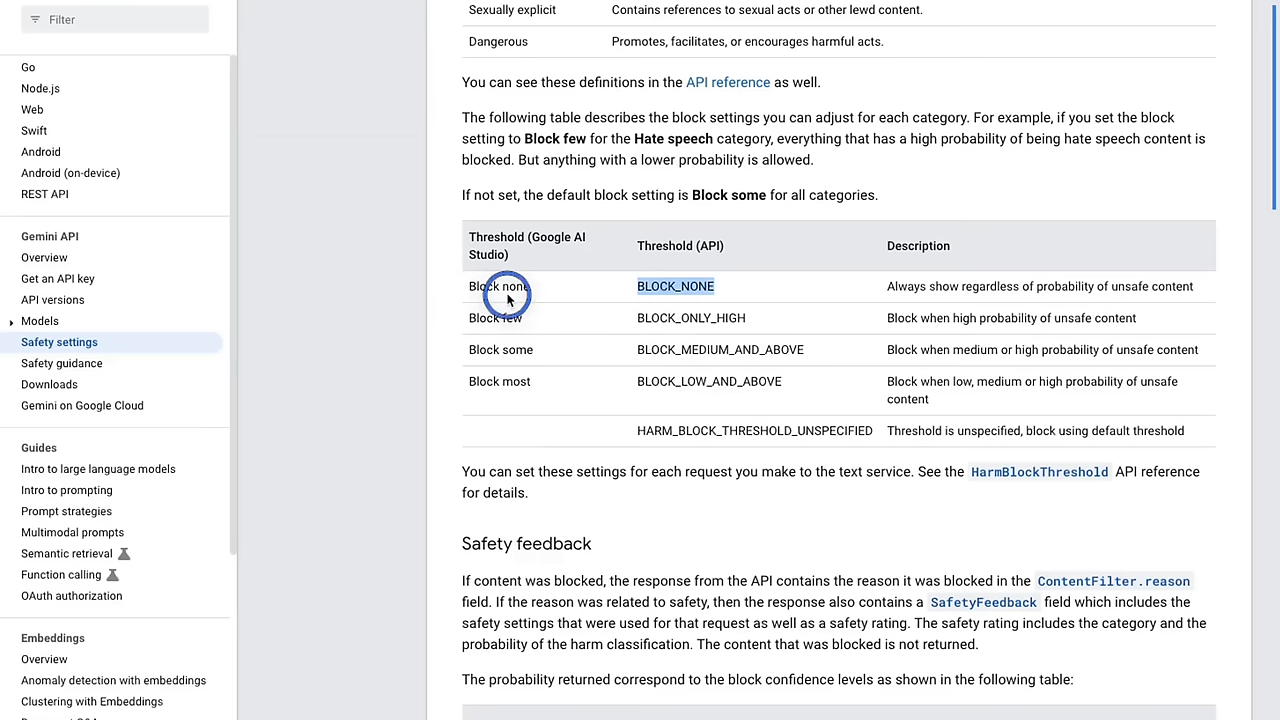 Filter
Go
Node.js
Web
Swift
Android
Android (on-device)
REST API
Gemini API
Overview
Get an API key
API versions
Models
Safety settings
Safety guidance
Downloads
Gemini on Google Cloud
Guides
Intro to large language models
Intro to prompting
Prompt strategies
Multimodal prompts
Semantic retrieval
Function calling
OAuth authorization
Embeddings
Overview
Anomaly detection with embeddings
Clustering with Embeddings
Sexually explicit Contains references to sexual acts or other lewd content.
Dangerous Promotes, facilitates, or encourages harmful acts.
You can see these definitions in the API reference as well.
The following table describes the block settings you can adjust for each category. For example, if you set the block
setting to Block few for the Hate speech category, everything that has a high probability of being hate speech content is
blocked. But anything with a lower probability is allowed.
If not set, the default block setting is Block some for all categories.
Threshold (Google AI
Studio) Threshold (API) Description
Block none BLOCK_NONE Always show regardless of probability of unsafe content
Block few BLOCK_ONLY_HIGH Block when high probability of unsafe content
Block some BLOCK_MEDIUM_AND_ABOVE Block when medium or high probability of unsafe content
Block most BLOCK_LOW_AND_ABOVE Block when low, medium or high probability of unsafe
content
HARM_BLOCK_THRESHOLD_UNSPECIFIED Threshold is unspecified, block using default threshold
You can set these settings for each request you make to the text service. See the HarmBlockThreshold API reference
for details.
Safety feedback
If content was blocked, the response from the API contains the reason it was blocked in the ContentFilter.reason
field. If the reason was related to safety, then the response also contains a SafetyFeedback field which includes the
safety settings that were used for that request as well as a safety rating. The safety rating includes the category and the
probability of the harm classification. The content that was blocked is not returned.
The probability returned correspond to the block confidence levels as shown in the following table: